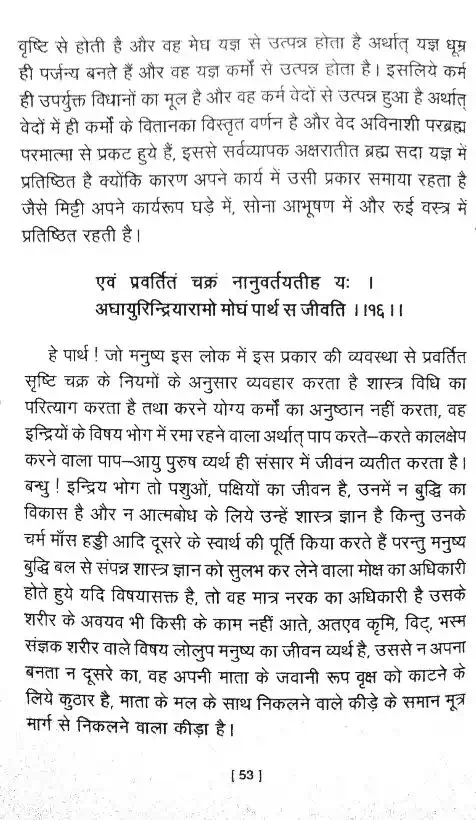 वृष्टि से होती है और वह मेघ यज्ञ से उत्पन्न होता है अर्थात् यज्ञ धूम्र
ही पर्जन्य बनते हैं और वह यज्ञ कर्मो से उत्पन्न होता है। इसलिये कर्म
ही उपर्युक्त विधानों का मूल है और वह कर्म वेदों से उत्पन्न हुआ है अर्थात्
वेदों में ही कर्मो के वितानका विस्तृत वर्णन है और वेद अविनाशी परब्रह्म
परमात्मा से प्रकट हुये हैं, इससे सर्वव्यापक अक्षरातीत ब्रह्म सदा यज्ञ में
प्रतिष्ठित है क्योंकि कारण अपने कार्य में उसी प्रकार समाया रहता है
जैसे मिट्टी अपने कार्यरूप घड़े में, सोना आभूषण में और रुई वस्त्र में
प्रतिष्ठित रहती है।
एवं प्रवर्तितं चक्रं नानुवर्तयतीह यः ।
अघायुरिन्द्रियारामो मोघं पार्थ स जीवति ।।१६।।
हे पार्थ ! जो मनुष्य इस लोक में इस प्रकार की व्यवस्था से प्रवर्तित
सृष्टि चक्र के नियमों के अनुसार व्यवहार करता है शास्त्र विधि का
परित्याग करता है तथा करने योग्य कर्मों का अनुष्ठान नहीं करता, वह
इन्द्रियों के विषय भोग में रमा रहने वाला अर्थात् पाप करते–करते कालक्षेप
करने वाला पाप–आयु पुरुष व्यर्थ ही संसार में जीवन व्यतीत करता है।
बन्धु ! इन्द्रिय भोग तो पशुओं, पक्षियों का जीवन है, उनमें न बुद्धि का
विकास है और न आत्मबोध के लिये उन्हें शास्त्र ज्ञान है किन्तु उनके
चर्म माँस हड्डी आदि दूसरे के स्वार्थ की पूर्ति किया करते हैं परन्तु मनुष्य
बुद्धि बल से संपन्न शास्त्र ज्ञान को सुलभ कर लेने वाला मोक्ष का अधिकारी
होते हुये यदि विषयासक्त है, तो वह मात्र नरक का अधिकारी है उसके
शरीर के अवयव भी किसी के काम नहीं आते, अतएव कृमि, विट्, भस्म
संज्ञक शरीर वाले विषय लोलुप मनुष्य का जीवन व्यर्थ है, उससे न अपना
बनता न दूसरे का, वह अपनी माता के जवानी रूप वृक्ष को काटने के
लिये कुठार है, माता के मल के साथ निकलने वाले कीड़े के समान मूत्र
मार्ग से निकलने वाला कीड़ा है।
[ 53 ]